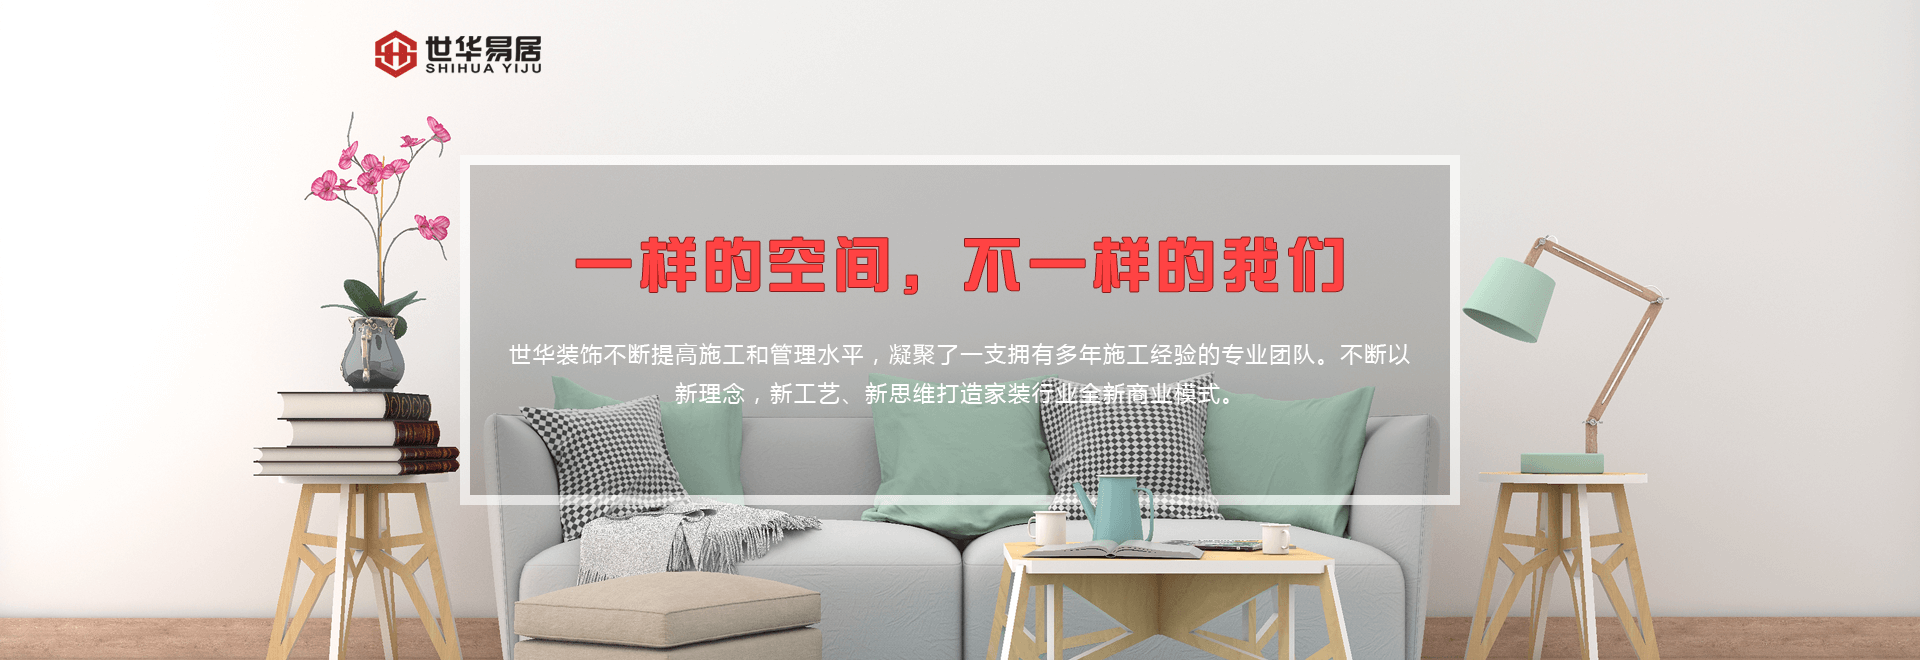 世华易居
SHIHUA YIJU
一样的空间，不一样的我们
世华装饰不断提高施工和管理水平，凝聚了一支拥有多年施工经验的专业团队。不断以
新理念，新工艺、新思维打造家装行业全新商业模式。